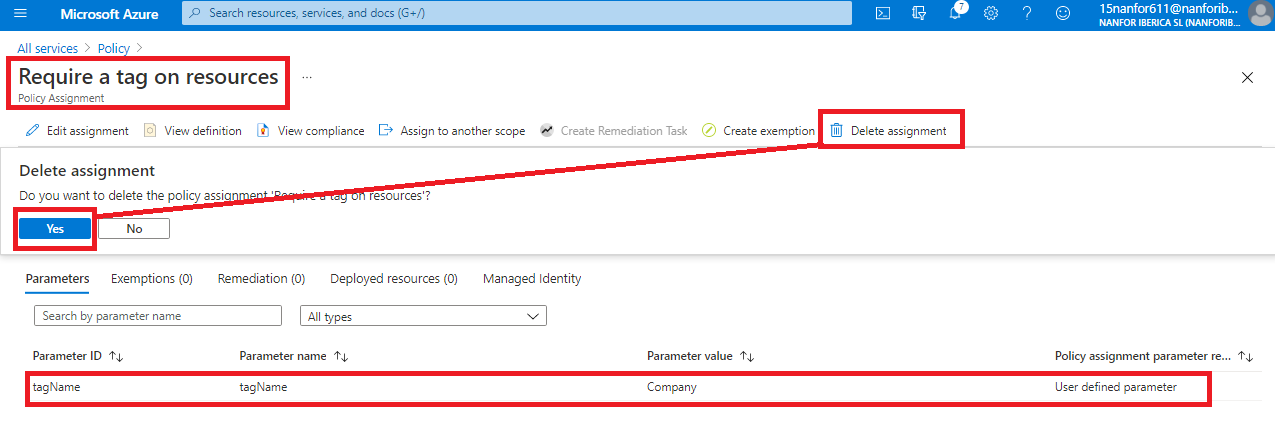 Microsoft Azure
Search resources, services, and docs (G+/)
7
15nanfor611@nanforib...
NANFOR IBERICA SL (NANFORIB...
All services > Policy >
Require a tag on resources ...
Policy Assignment
Edit assignment View definition View compliance Assign to another scope Create Remediation Task Create exemption Delete assignment
Delete assignment
Do you want to delete the policy assignment 'Require a tag on resources'?
Yes No
Parameters Exemptions (0) Remediation (0) Deployed resources (0) Managed Identity
Search by parameter name All types
Parameter ID ↑↓ Parameter name ↑↓ Parameter value ↑↓ Policy assignment parameter re... ↑↓
tagName tagName Company User defined parameter